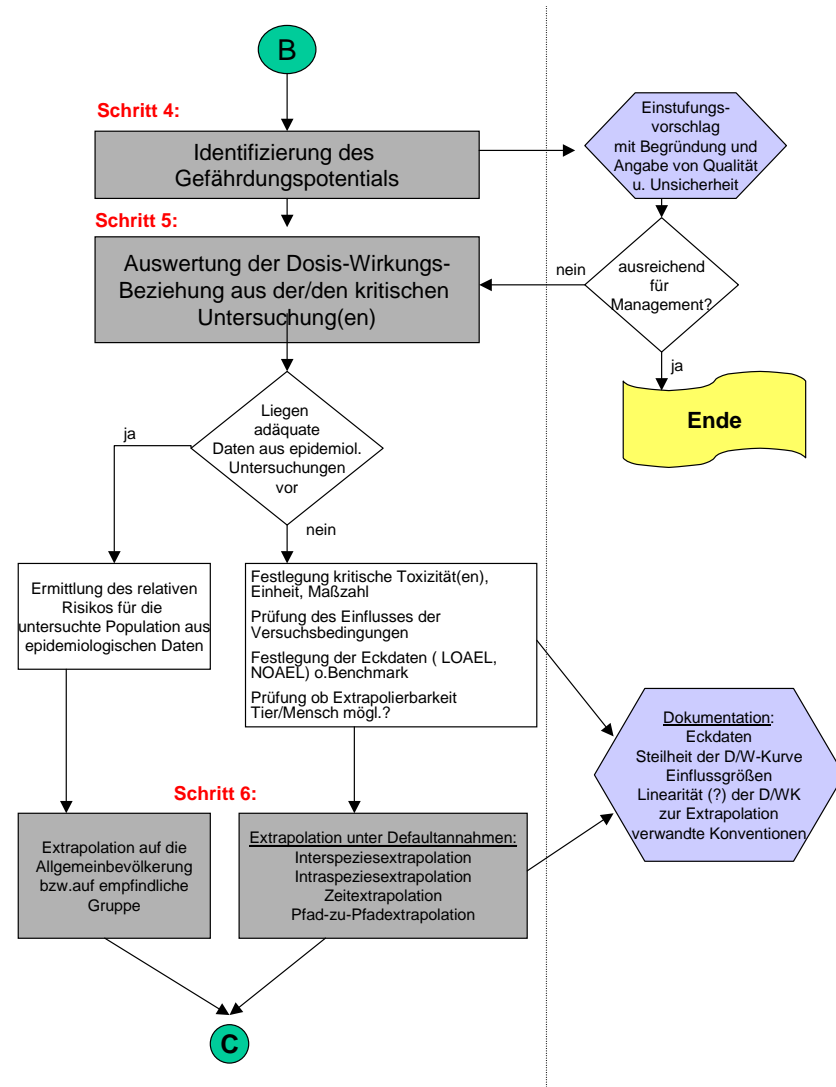 B
Schritt 4:
Identifizierung des
Gefährdungspotentials
Einstufungs-
vorschlag
mit Begründung und
Angabe von Qualität
u. Unsicherheit
Schritt 5:
Auswertung der Dosis-Wirkungs-
Beziehung aus der/den kritischen
Untersuchung(en)
nein
ausreichend
für
Management?
ja
Ende
Liegen
adäquate
Daten aus epidemiol.
Untersuchungen
vor
ja
nein
Ermittlung des relativen
Risikos für die
untersuchte Population aus
epidemiologischen Daten
Festlegung kritische Toxizität(en),
Einheit, Maßzahl
Prüfung des Einflusses der
Versuchsbedingungen
Festlegung der Eckdaten ( LOAEL,
NOAEL) o.Benchmark
Prüfung ob Extrapolierbarkeit
Tier/Mensch mögl.?
Dokumentation:
Eckdaten
Steilheit der D/W-Kurve
Einflussgrößen
Linearität (?) der D/WK
zur Extrapolation
verwandte Konventionen
Schritt 6:
Extrapolation auf die
Allgemeinbevölkerung
bzw.auf empfindliche
Gruppe
Extrapolation unter Defaultannahmen:
Interspeziesextrapolation
Intraspeziesextrapolation
Zeitextrapolation
Pfad-zu-Pfadextrapolation
C